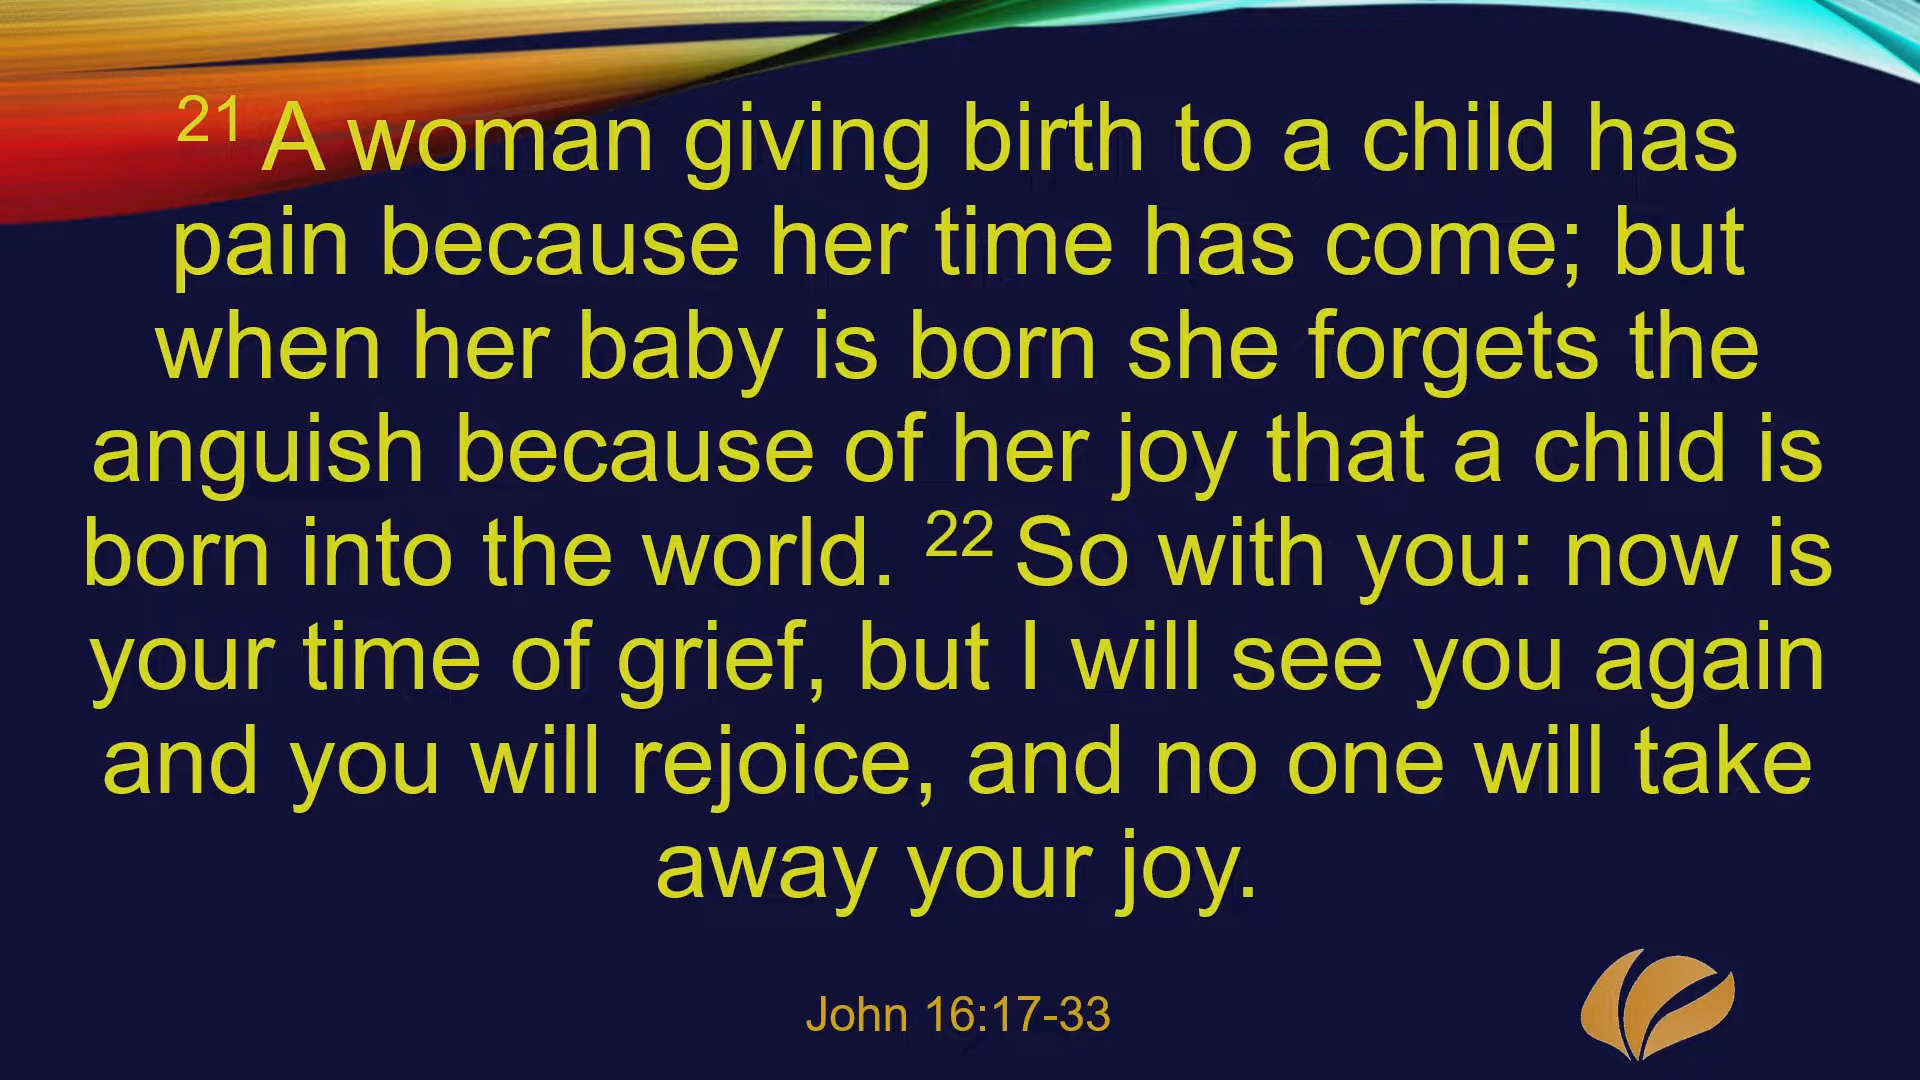 21 A woman giving birth to a child has
pain because her time has come; but
when her baby is born she forgets the
anguish because of her joy that a child is
born into the world. 22 So with you: now is
your time of grief, but I will see you again
and you will rejoice, and no one will take
away your joy.
John 16:17-33